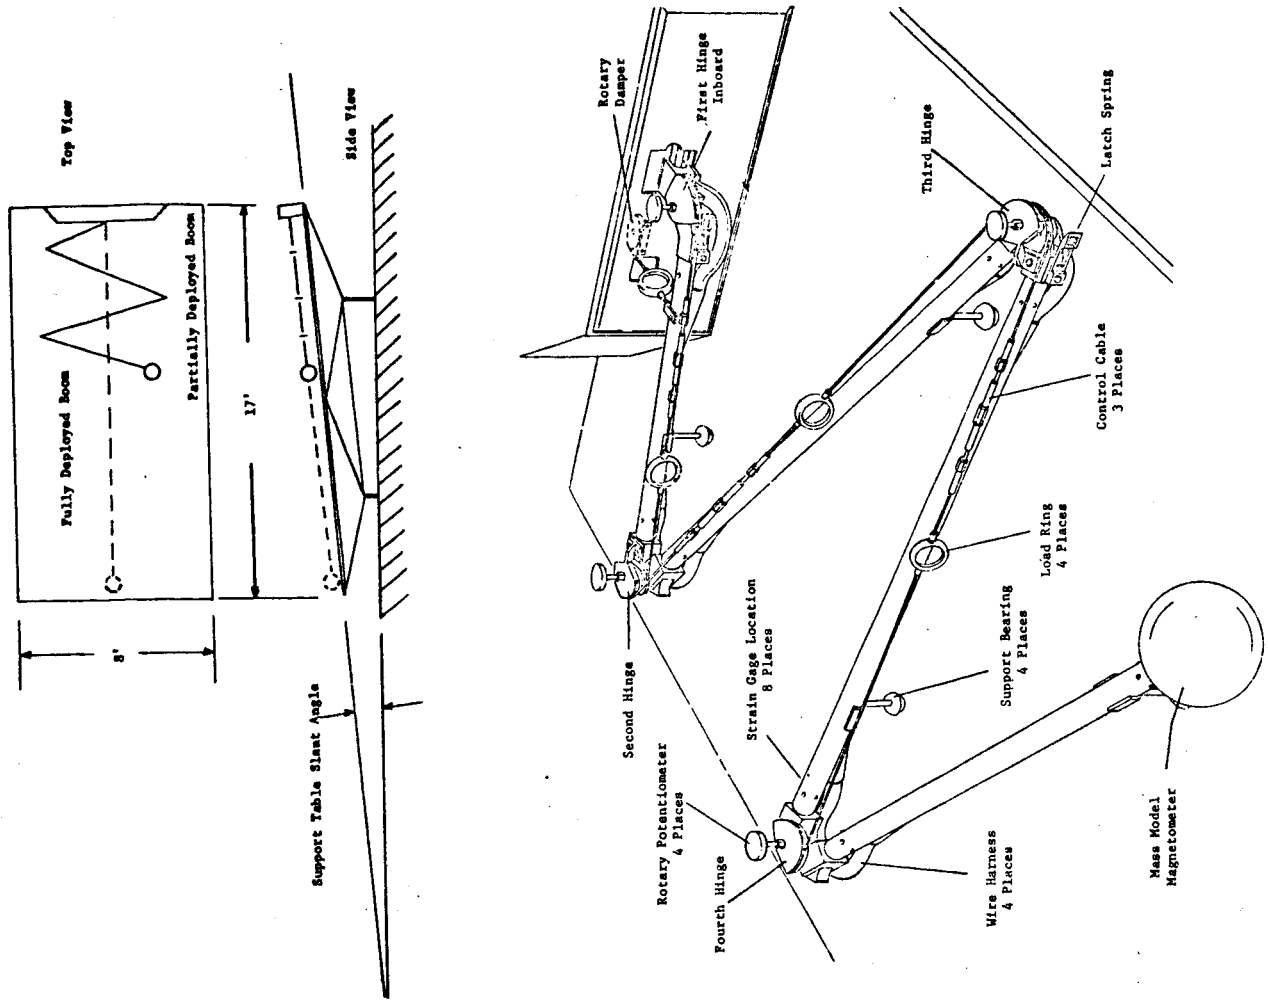 Top View
Fully Deployed Boom
Partially Deployed Boom
8'
17'
Side View
Support Table Slant Angle
Rotary
Damper
First Hinge
Inboard
Third Hinge
Latch Spring
Control Cable
3 Places
Load Ring
4 Places
Support Bearing
4 Places
Second Hinge
Strain Gage Location
8 Places
Rotary Potentiometer
4 Places
Fourth Hinge
Wire Harness
4 Places
Mass Model
Magnetometer